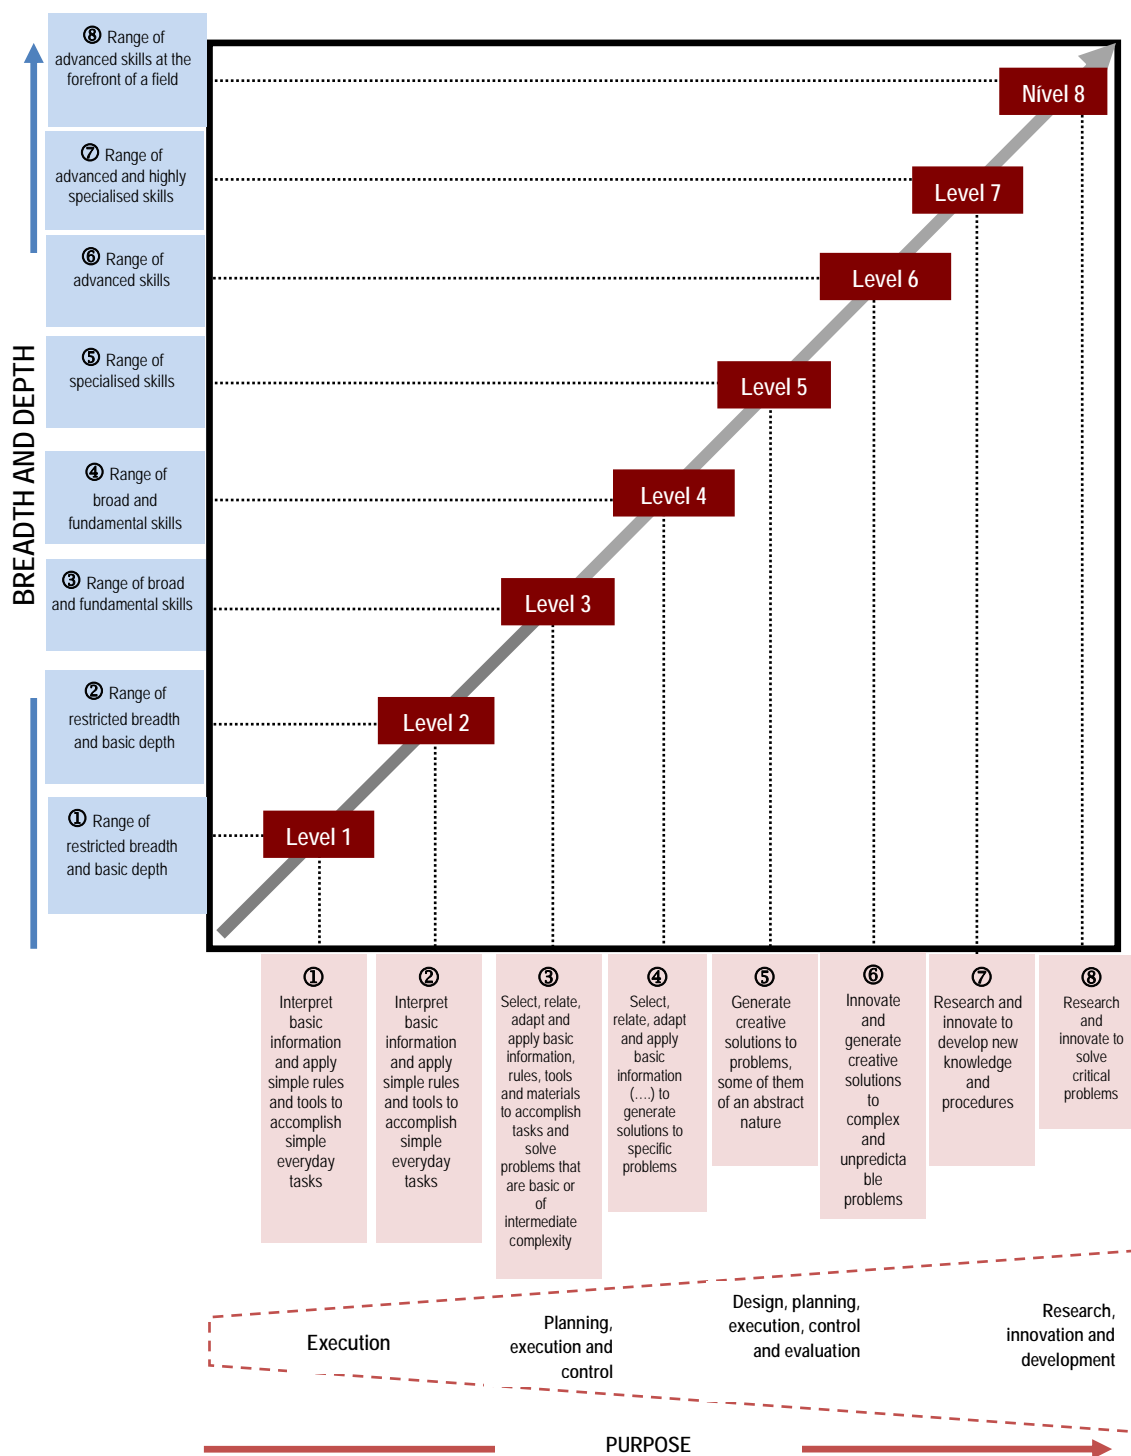 ⑧ Range of
advanced skills at the
forefront of a field
⑦ Range of
advanced and highly
specialised skills
⑥ Range of
advanced skills
⑤ Range of
specialised skills
④ Range of
broad and
fundamental skills
③ Range of broad
and fundamental skills
② Range of
restricted breadth
and basic depth
① Range of
restricted breadth
and basic depth
BREADTH AND DEPTH
Nível 8
Level 7
Level 6
Level 5
Level 4
Level 3
Level 2
Level 1
①
Interpret
basic
information
and apply
simple rules
and tools to
accomplish
simple
everyday
tasks
②
Interpret
basic
information
and apply
simple rules
and tools to
accomplish
simple
everyday
tasks
③
Select, relate,
adapt and
apply basic
information,
rules, tools
and materials
to accomplish
tasks and
solve
problems that
are basic or
of
intermediate
complexity
④
Select,
relate, adapt
and apply
basic
information
(....) to
generate
solutions to
specific
problems
⑤
Generate
creative
solutions to
problems,
some of them
of an abstract
nature
⑥
Innovate
and
generate
creative
solutions
to
complex
and
unpredicta
ble
problems
⑦
Research and
innovate to
develop new
knowledge
and
procedures
⑧
Research
and
innovate to
solve
critical
problems
Execution
Planning,
execution and
control
Design, planning,
execution, control
and evaluation
Research,
innovation and
development
PURPOSE